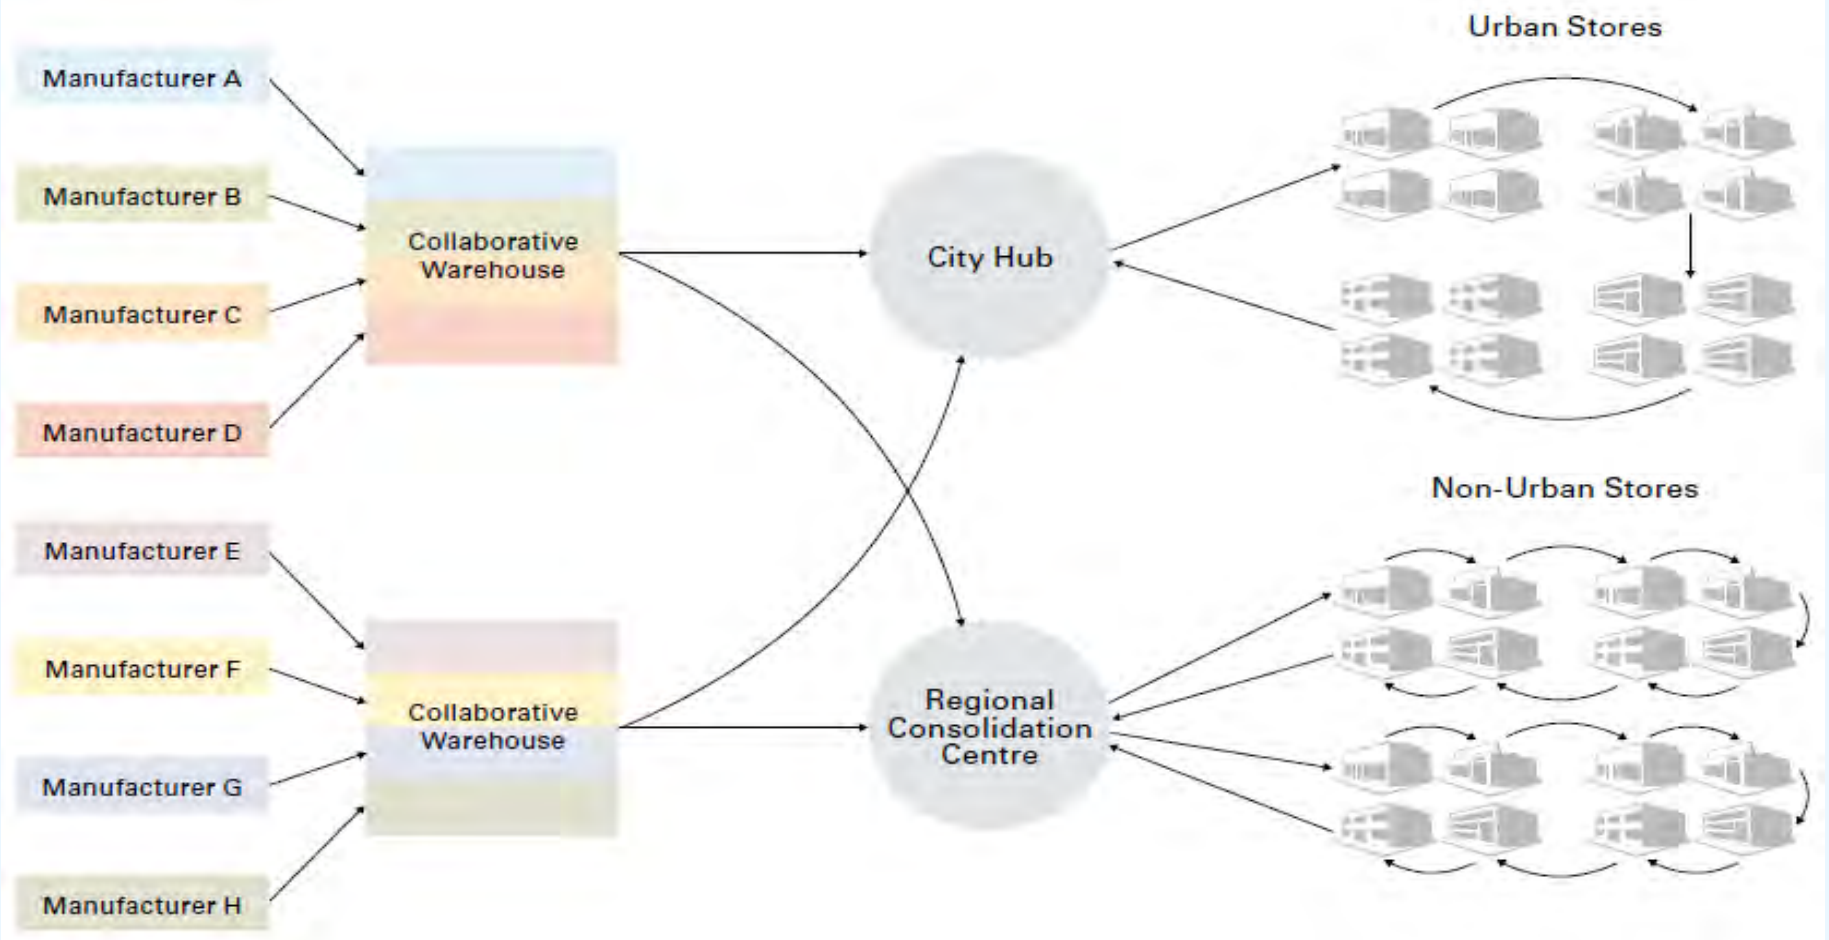 Manufacturer A
Manufacturer B
Manufacturer C
Manufacturer D
Manufacturer E
Manufacturer F
Manufacturer G
Manufacturer H
Collaborative
Warehouse
Collaborative
Warehouse
City Hub
Regional
Consolidation
Centre
Urban Stores
Non-Urban Stores